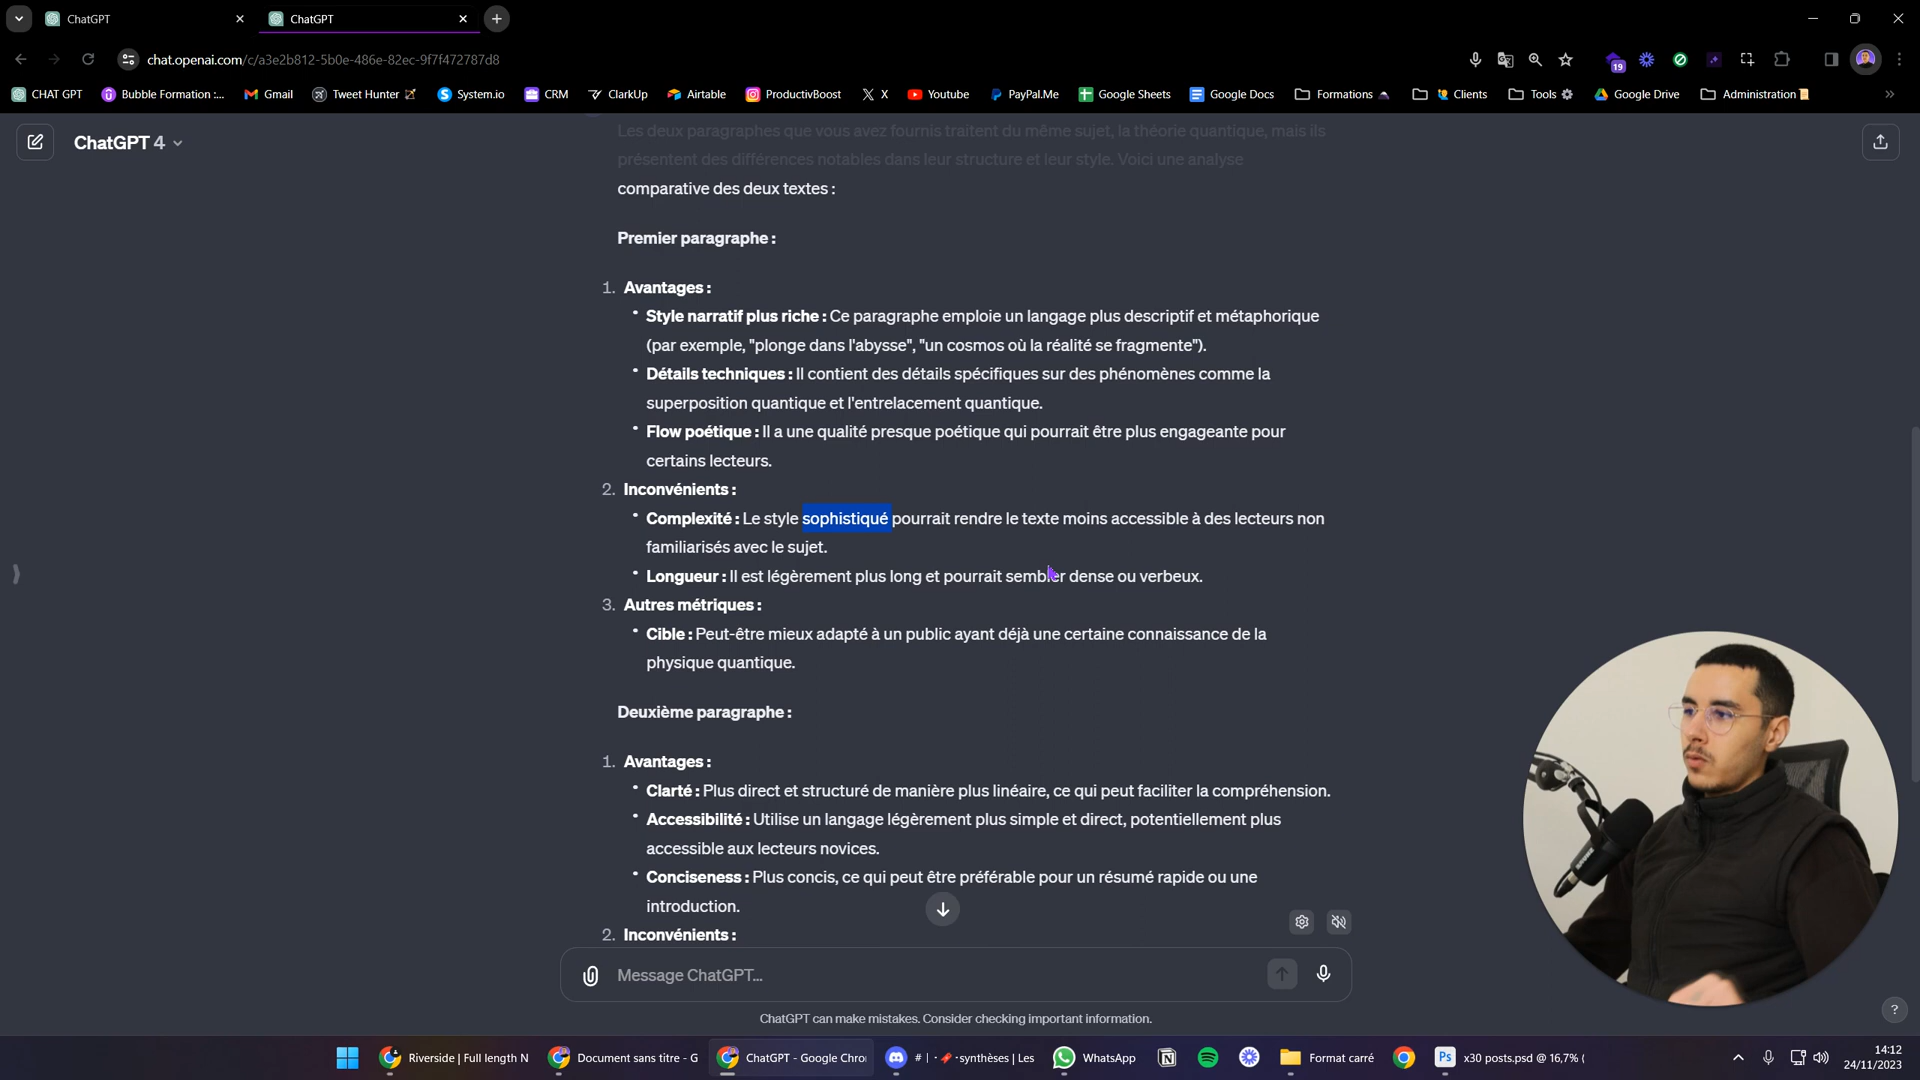 ChatGPT
ChatGPT
chat.openai.com/c/a3e2b812-5b0e-486e-82ec-9f7f472787d8
19
CHAT GPT
Bubble Formation :...
Gmail
Tweet Hunter
System.io
CRM
ClarkUp
Airtable
ProductivBoost
X
Youtube
PayPal.Me
Google Sheets
Google Docs
Formations
Clients
Tools
Google Drive
Administration
ChatGPT 4
Les deux paragraphes que vous avez fournis traitent du même sujet, la théorie quantique, mais ils
présentent des différences notables dans leur structure et leur style. Voici une analyse
comparative des deux textes :
Premier paragraphe :
1. Avantages :
• Style narratif plus riche : Ce paragraphe emploie un langage plus descriptif et métaphorique
(par exemple, "plonge dans l'abysse", "un cosmos où la réalité se fragmente").
• Détails techniques : Il contient des détails spécifiques sur des phénomènes comme la
superposition quantique et l'entrelacement quantique.
• Flow poétique : Il a une qualité presque poétique qui pourrait être plus engageante pour
certains lecteurs.
2. Inconvénients :
• Complexité : Le style sophistiqué pourrait rendre le texte moins accessible à des lecteurs non
familiarisés avec le sujet.
• Longueur : Il est légèrement plus long et pourrait sembler dense ou verbeux.
3. Autres métriques :
• Cible : Peut-être mieux adapté à un public ayant déjà une certaine connaissance de la
physique quantique.
Deuxième paragraphe :
1. Avantages :
• Clarté : Plus direct et structuré de manière plus linéaire, ce qui peut faciliter la compréhension.
• Accessibilité : Utilise un langage légèrement plus simple et direct, potentiellement plus
accessible aux lecteurs novices.
• Conciseness : Plus concis, ce qui peut être préférable pour un résumé rapide ou une
introduction.
2. Inconvénients :
Message ChatGPT...
ChatGPT can make mistakes. Consider checking important information.
?
Riverside | Full length N
Document sans titre - G
ChatGPT - Google Chro
# | ・synthèses | Les
WhatsApp
Format carré
Ps
x30 posts.psd @ 16,7% (
14:12
24/11/2023